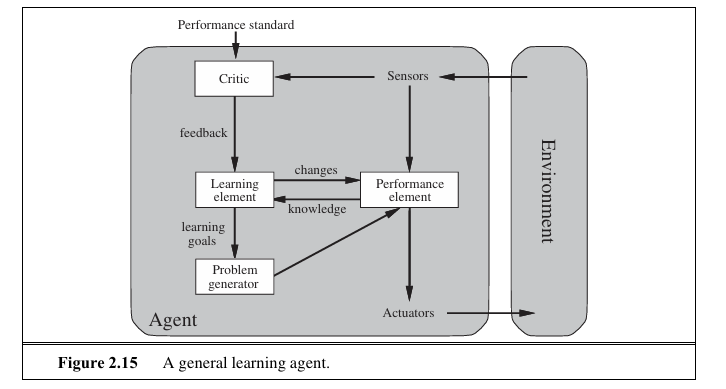 Performance standard
Critic
Sensors
feedback
Environment
changes
Learning
element
Performance
element
knowledge
learning
goals
Problem
generator
Agent
Actuators
Figure 2.15 A general learning agent.